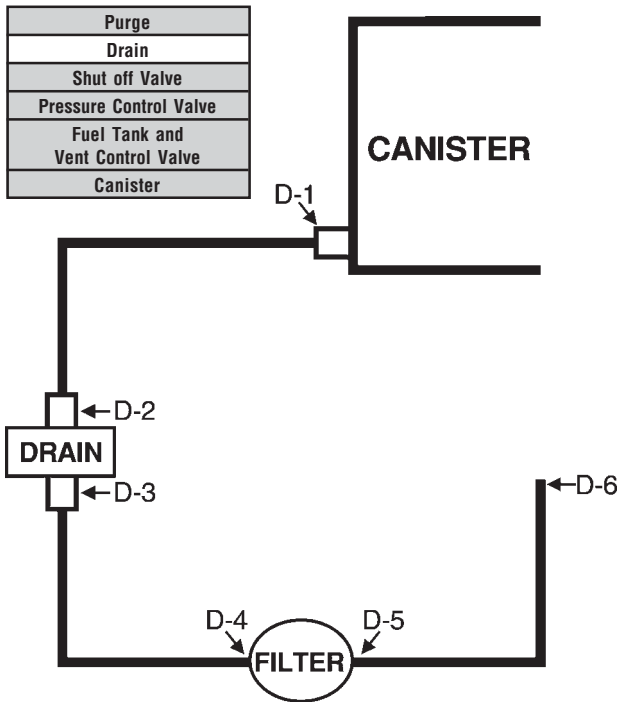 Purge
Drain
Shut off Valve
Pressure Control Valve
Fuel Tank and
Vent Control Valve
Canister
CANISTER
D-1
D-2
DRAIN
D-3
D-6
D-4
D-5
FILTER